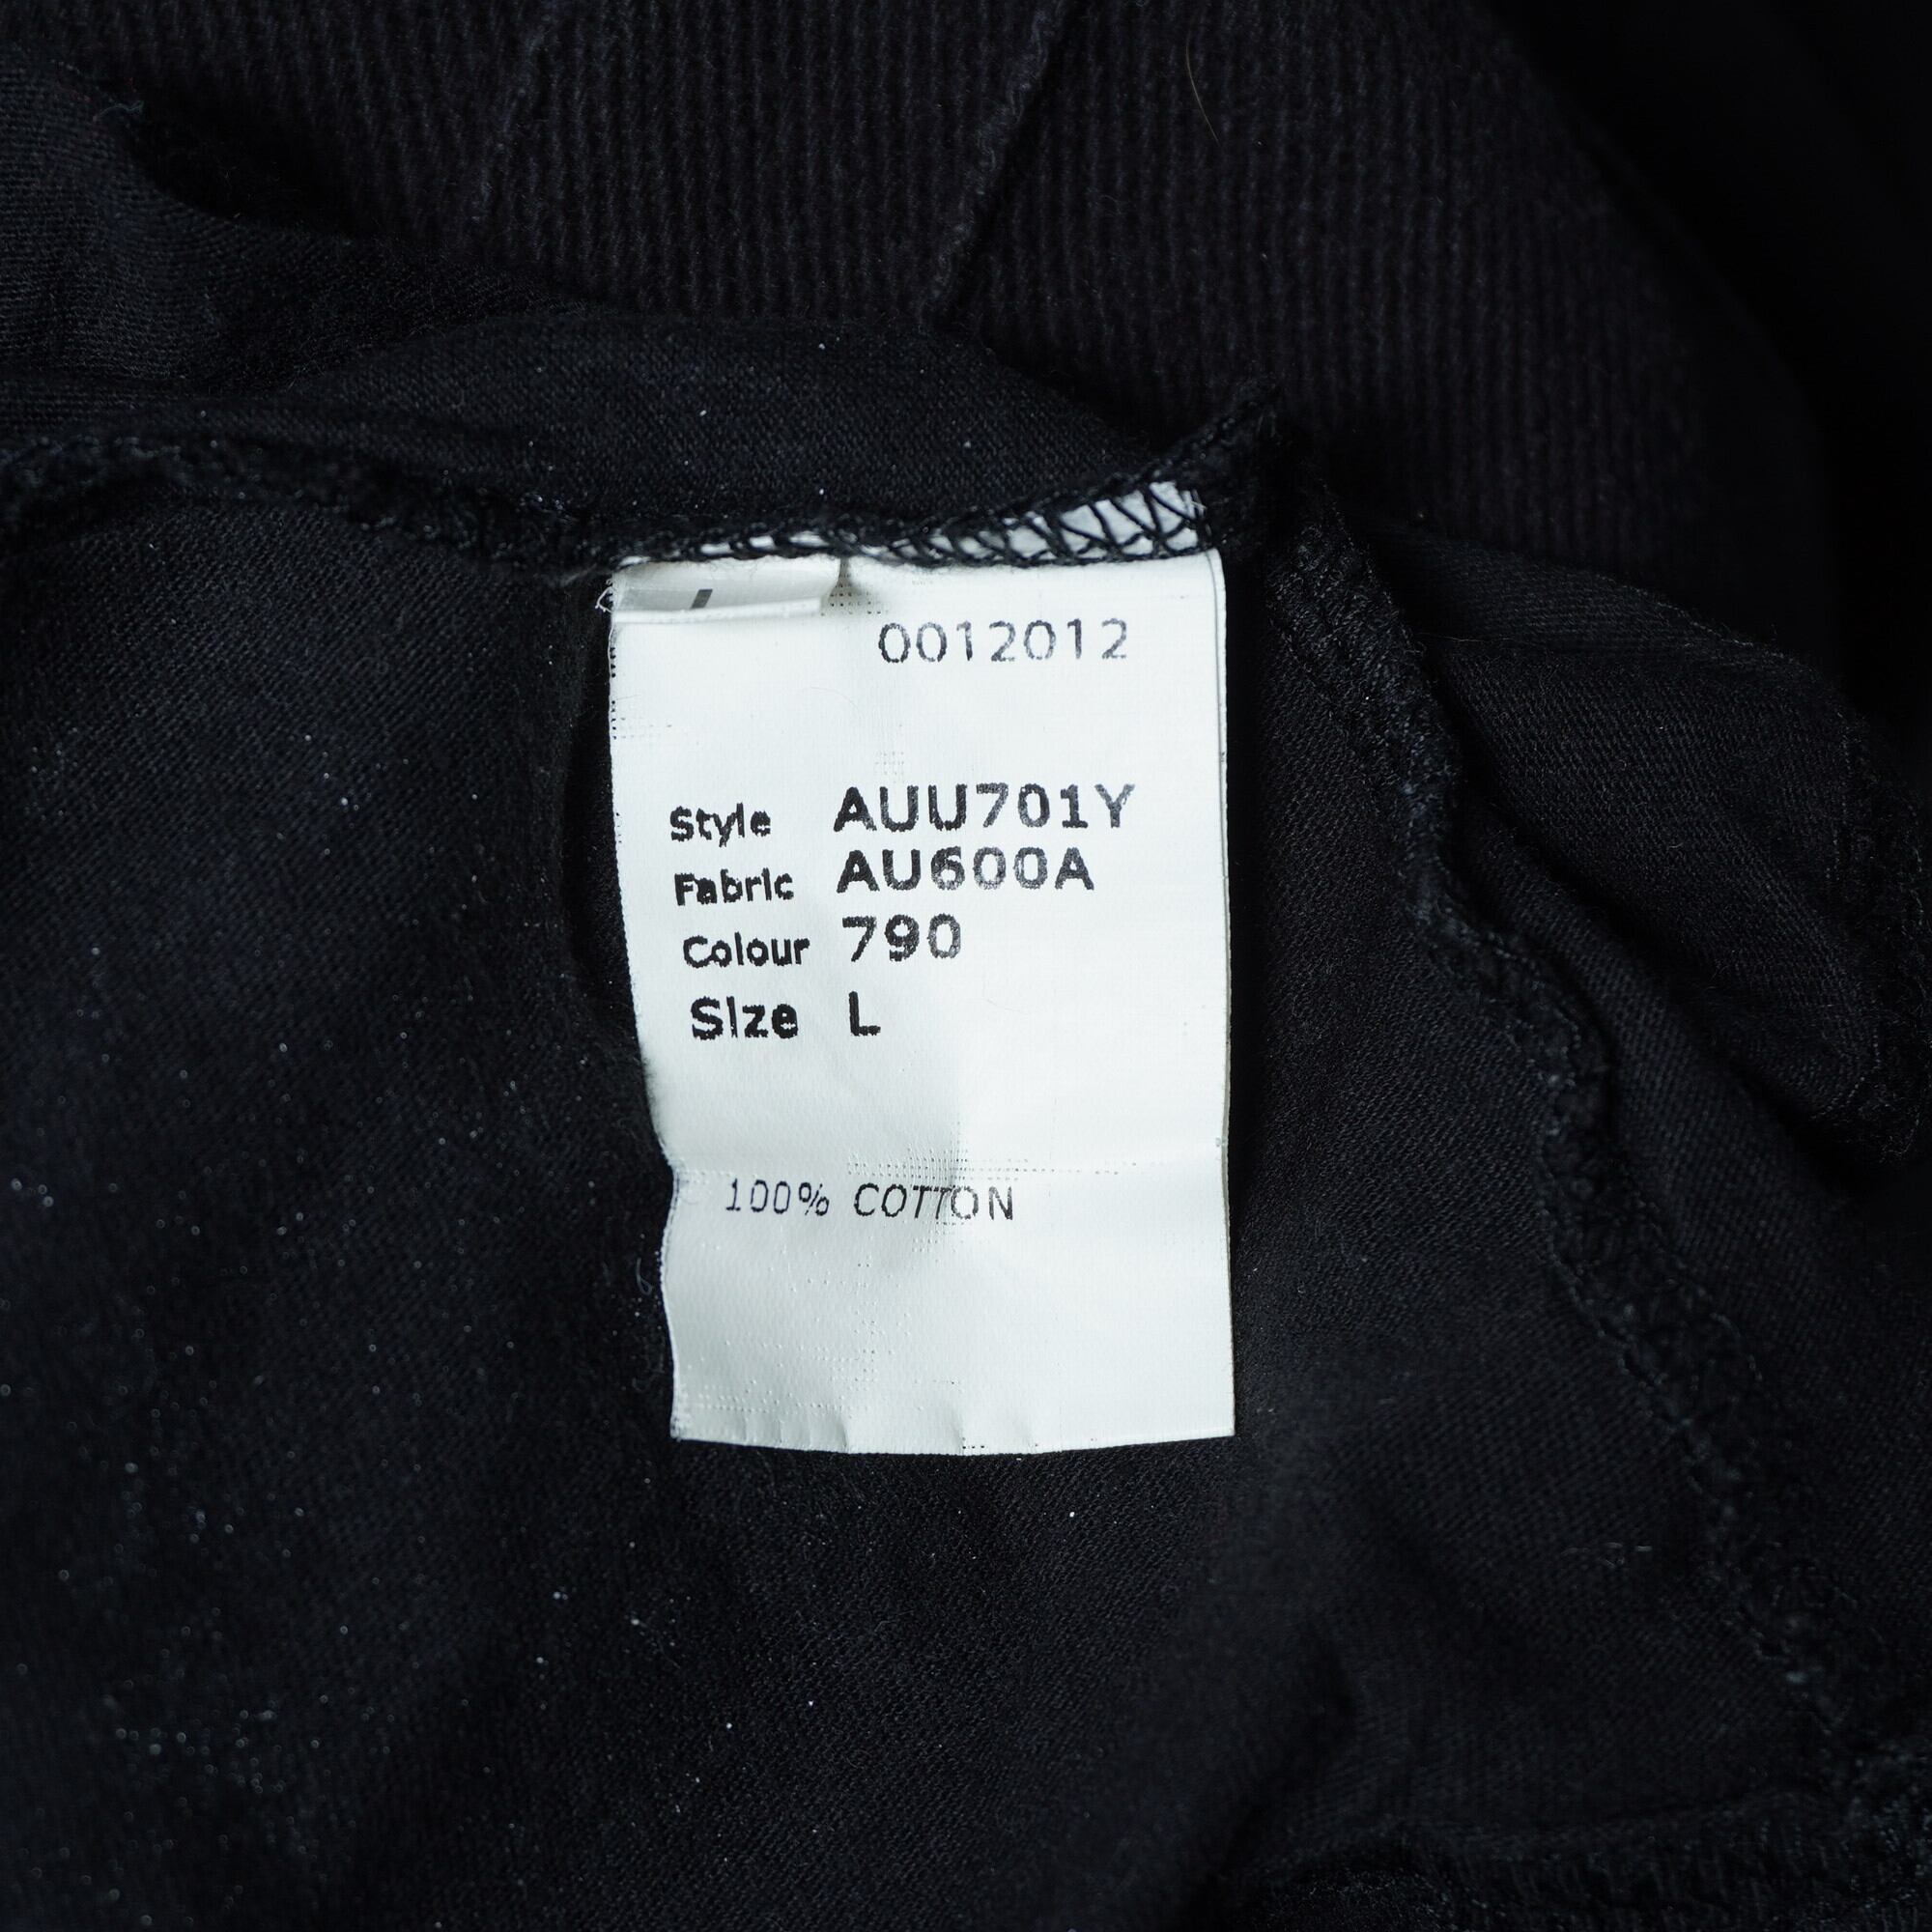 0012012
Style AUU701Y
Fabric AU600A
Colour 790
Size L
100% COTTON